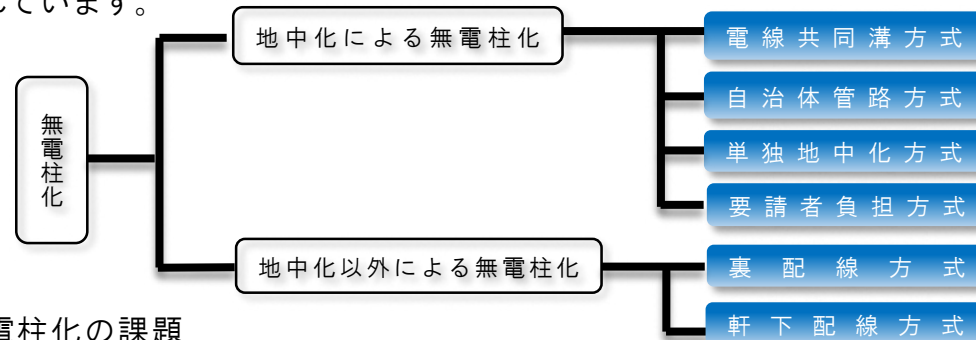 ています。
地中化による無電柱化
電線共同溝方式
自治体管路方式
無電柱化
単独地中化方式
要請者負担方式
地中化以外による無電柱化
裏配線方式
軒下配線方式
電柱化の課題